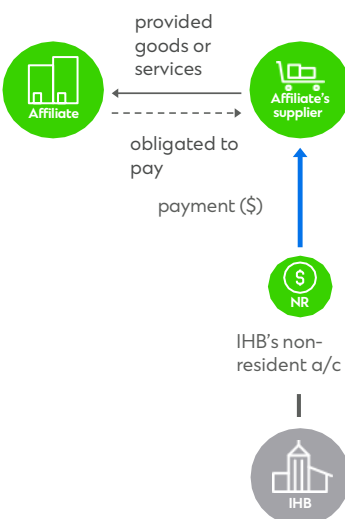 provided
goods or
services
Affiliate
Affiliate's
supplier
obligated to
pay
payment ($)
$
NR
IHB's non-
resident a/c
IHB